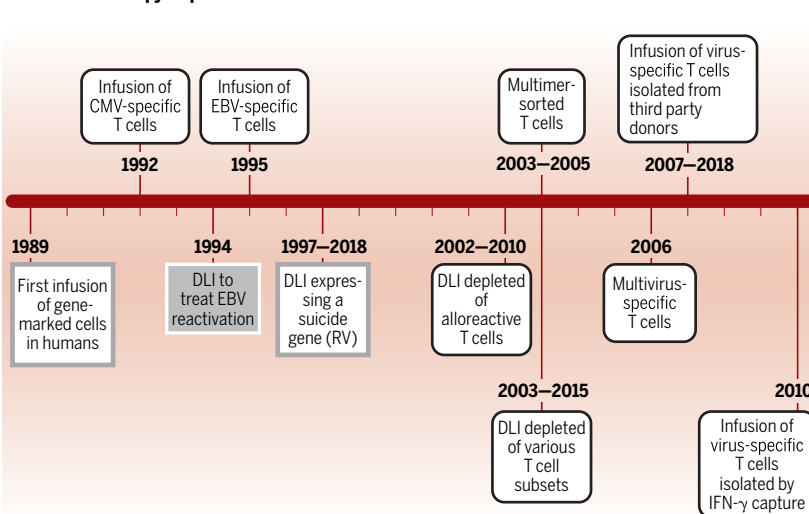 Infusion of
CMV-specific
T cells
1992
Infusion of
EBV-specific
T cells
1995
Multimer-
sorted
T cells
2003–2005
Infusion of virus-
specific T cells
isolated from
third party
donors
2007–2018
1989
First infusion
of gene-
marked cells
in humans
1994
DLI to
treat EBV
reactivation
1997–2018
DLI expres-
sing a
suicide
gene (RV)
2002–2010
DLI depleted
of
alloreactive
T cells
2006
Multivirus-
specific
T cells
2003–2015
DLI depleted
of various
T cell
subsets
2010
Infusion of
virus-specific
T cells
isolated by
IFN-γ capture